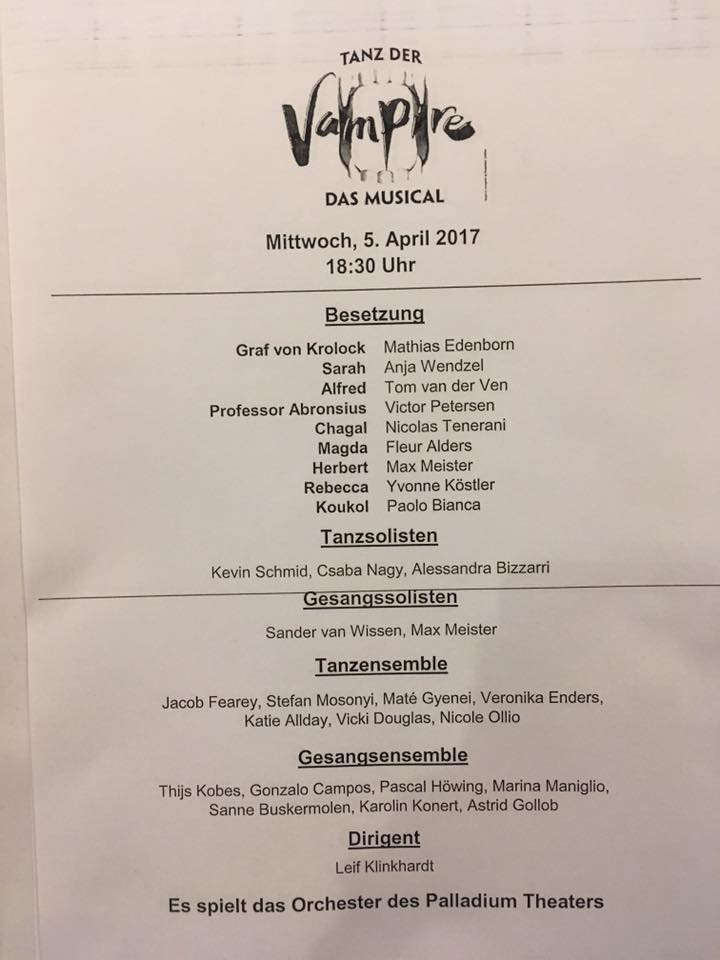 TANZ DER
Vampire
DAS MUSICAL
Mittwoch, 5. April 2017
18:30 Uhr
Besetzung
Graf von Krolock Mathias Edenborn
Sarah Anja Wendzel
Alfred Tom van der Ven
Professor Abronsius Victor Petersen
Chagal Nicolas Tenerani
Magda Fleur Alders
Herbert Max Meister
Rebecca Yvonne Köstler
Koukol Paolo Bianca
Tanzsolisten
Kevin Schmid, Csaba Nagy, Alessandra Bizzarri
Gesangssolisten
Sander van Wissen, Max Meister
Tanzensemble
Jacob Fearey, Stefan Mosonyi, Maté Gyenei, Veronika Enders,
Katie Allday, Vicki Douglas, Nicole Ollio
Gesangsensemble
Thijs Kobes, Gonzalo Campos, Pascal Höwing, Marina Maniglio,
Sanne Buskermolen, Karolin Konert, Astrid Gollob
Dirigent
Leif Klinkhardt
Es spielt das Orchester des Palladium Theaters